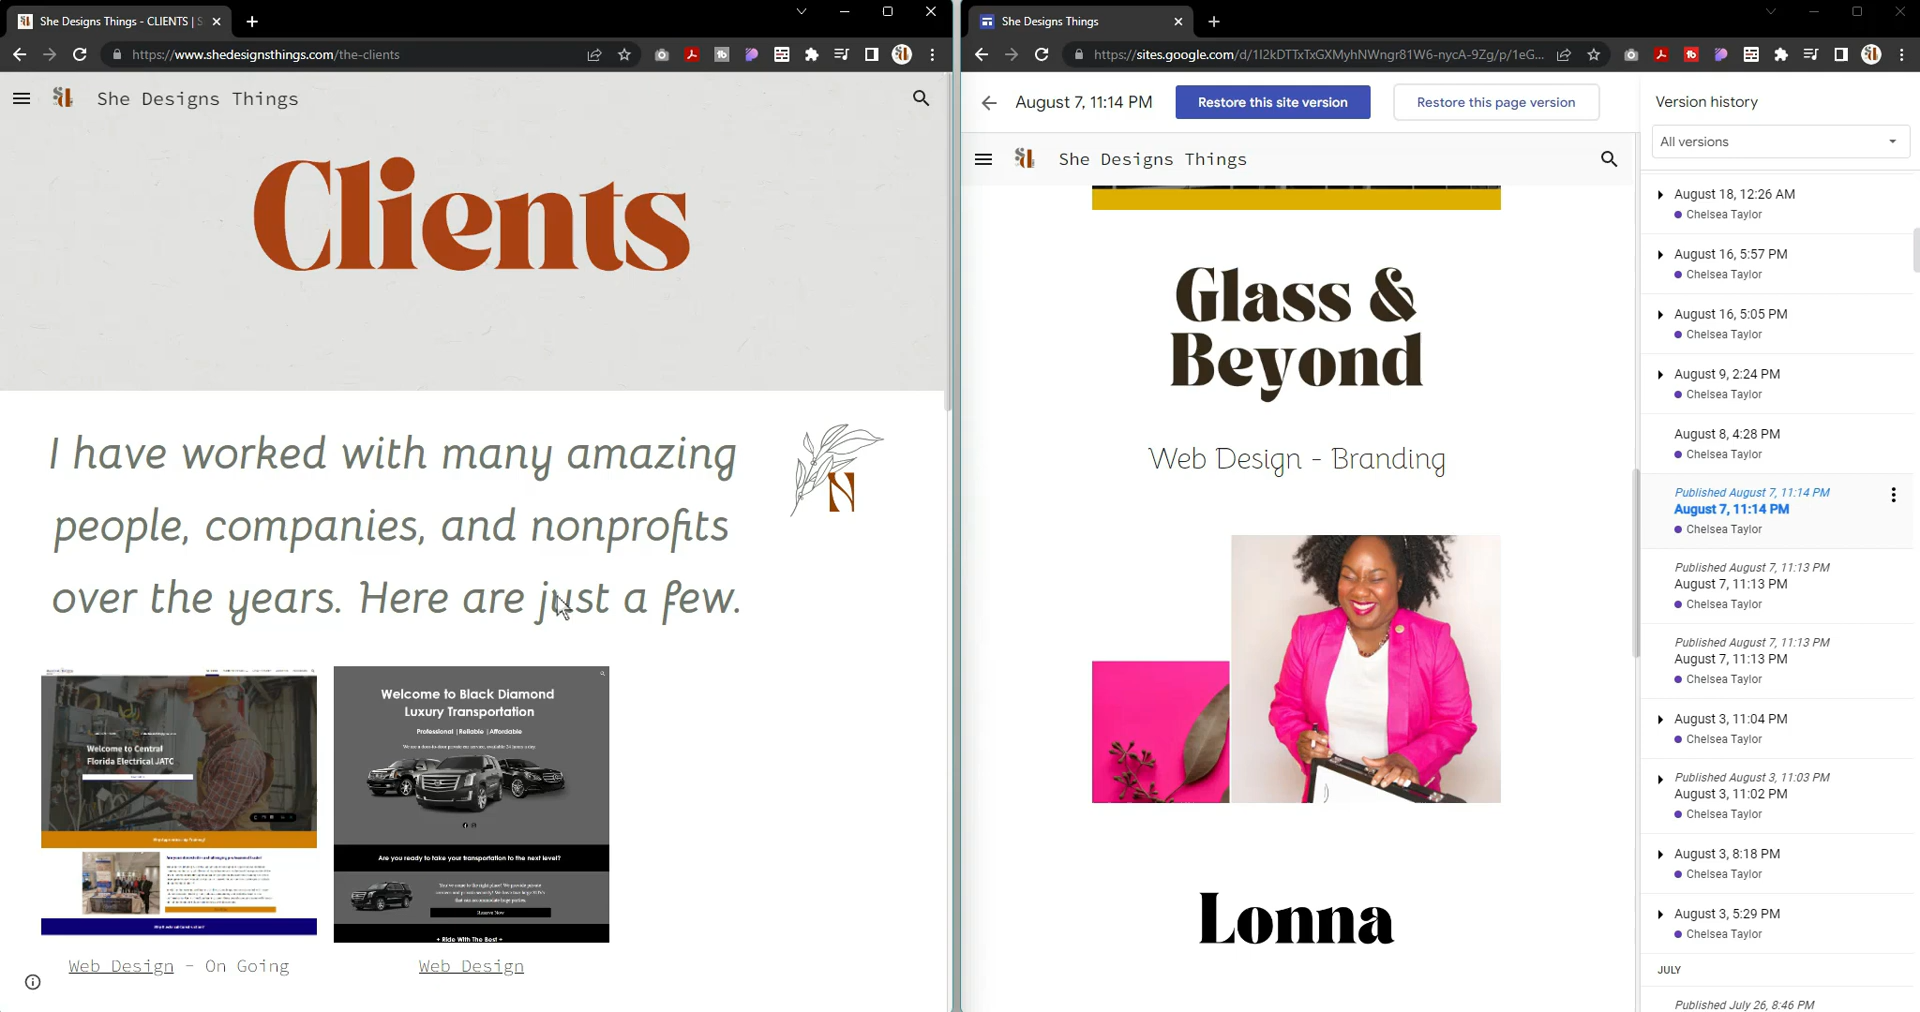 She Designs Things - CLIENTS | S
https://www.shedesignsthings.com/the-clients
She Designs Things
Clients
I have worked with many amazing
people, companies, and nonprofits
over the years. Here are just a few.
N
Welcome to Central
Florida Electrical JATC
Web Design - On Going
Welcome to Black Diamond
Luxury Transportation
Professional | Reliable | Affordable
Are you ready to take your transportation to the next level?
Reserve Now
+ Ride With The Best +
Web Design
She Designs Things
https://sites.google.com/d/1I2kDTTxTxGXMyhNWngr81W6-nycA-9Zg/p/1eG...
August 7, 11:14 PM
Restore this site version
Restore this page version
She Designs Things
Glass &
Beyond
Web Design - Branding
Lonna
Version history
All versions
August 18, 12:26 AM
Chelsea Taylor
August 16, 5:57 PM
Chelsea Taylor
August 16, 5:05 PM
Chelsea Taylor
August 9, 2:24 PM
Chelsea Taylor
August 8, 4:28 PM
Chelsea Taylor
Published August 7, 11:14 PM
August 7, 11:14 PM
Chelsea Taylor
Published August 7, 11:13 PM
August 7, 11:13 PM
Chelsea Taylor
Published August 7, 11:13 PM
August 7, 11:13 PM
Chelsea Taylor
August 3, 11:04 PM
Chelsea Taylor
Published August 3, 11:03 PM
August 3, 11:02 PM
Chelsea Taylor
August 3, 8:18 PM
Chelsea Taylor
August 3, 5:29 PM
Chelsea Taylor
JULY
Published July 26, 8:46 PM